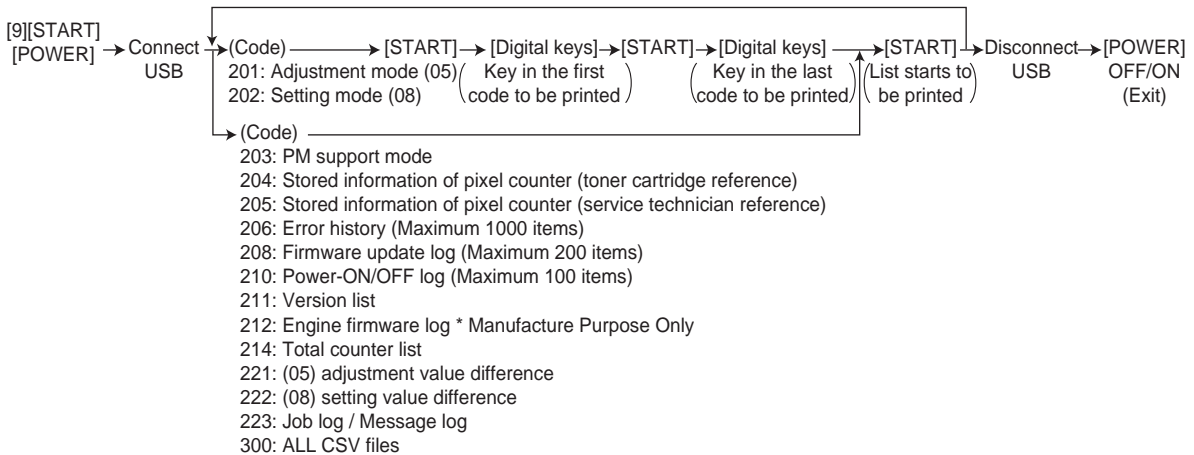 [9][START]
[POWER]
Connect
USB
(Code)
[START]
[Digital keys]
[START]
[Digital keys]
[START]
Disconnect
USB
[POWER]
OFF/ON
(Exit)
201: Adjustment mode (05)
202: Setting mode (08)
(Key in the first
code to be printed)
(Key in the last
code to be printed)
(List starts to
be printed)
(Code)
203: PM support mode
204: Stored information of pixel counter (toner cartridge reference)
205: Stored information of pixel counter (service technician reference)
206: Error history (Maximum 1000 items)
208: Firmware update log (Maximum 200 items)
210: Power-ON/OFF log (Maximum 100 items)
211: Version list
212: Engine firmware log * Manufacture Purpose Only
214: Total counter list
221: (05) adjustment value difference
222: (08) setting value difference
223: Job log / Message log
300: ALL CSV files